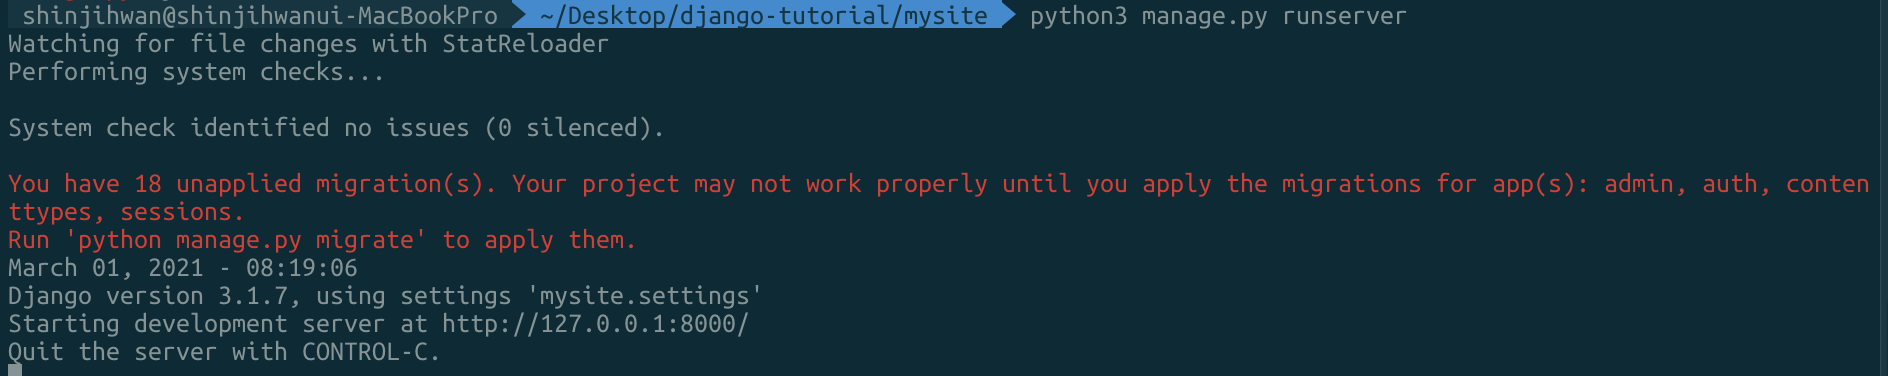 shinjihwan@shinjihwanui-MacBookPro ~/Desktop/django-tutorial/mysite python3 manage.py runserver
Watching for file changes with StatReloader
Performing system checks...
System check identified no issues (0 silenced).
You have 18 unapplied migration(s). Your project may not work properly until you apply the migrations for app(s): admin, auth, conten
ttypes, sessions.
Run 'python manage.py migrate' to apply them.
March 01, 2021 - 08:19:06
Django version 3.1.7, using settings 'mysite.settings'
Starting development server at http://127.0.0.1:8000/
Quit the server with CONTROL-C.